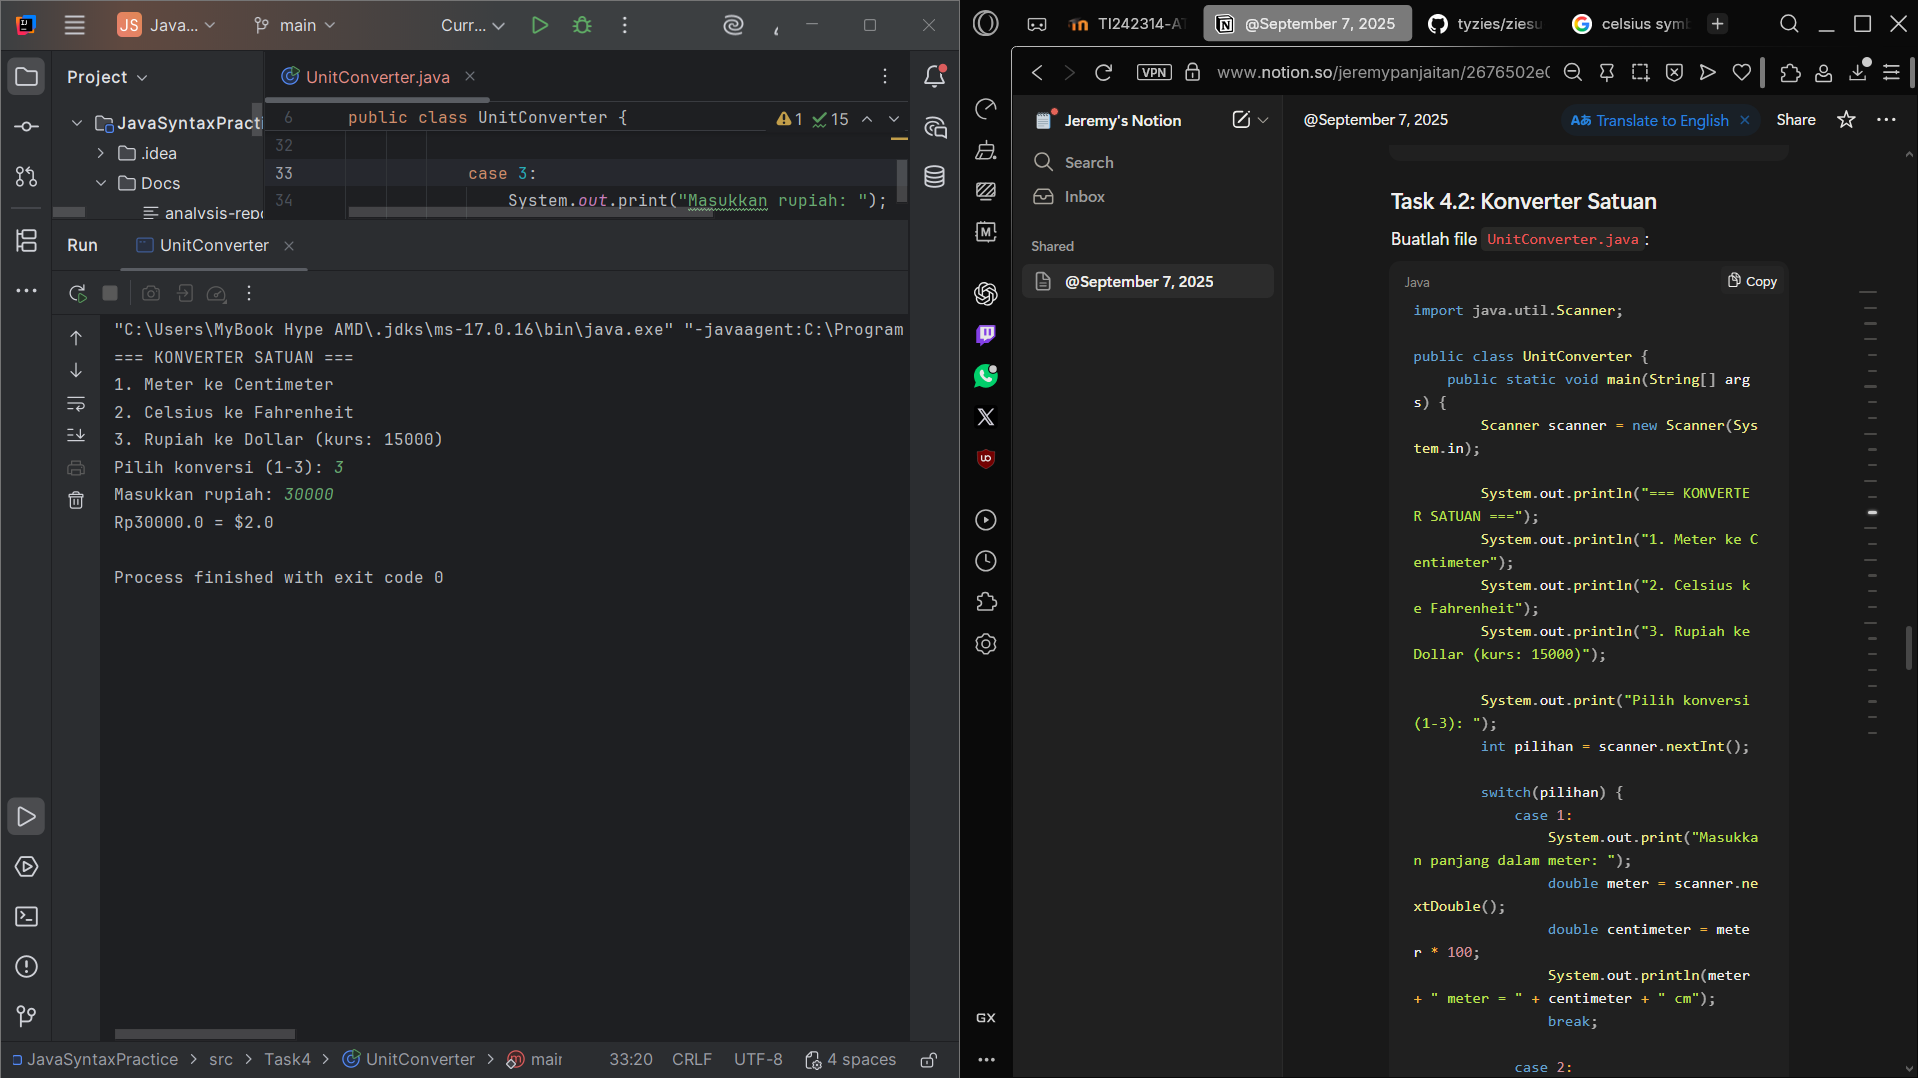 JS Java... main Curr...
Project
UnitConverter.java
6 public class UnitConverter {
1 15
JavaSyntaxPracti
32
.idea
33 case 3:
Docs
34 System.out.print("Masukkan rupiah: ");
analysis-repo
Run UnitConverter
"C:\Users\MyBook Hype AMD\.jdks\ms-17.0.16\bin\java.exe" "-javaagent:C:\Program
=== KONVERTER SATUAN ===
1. Meter ke Centimeter
2. Celsius ke Fahrenheit
3. Rupiah ke Dollar (kurs: 15000)
Pilih konversi (1-3): 3
Masukkan rupiah: 30000
Rp30000.0 = $2.0
Process finished with exit code 0
JavaSyntaxPractice > src > Task4 > UnitConverter > main 33:20 CRLF UTF-8 4 spaces
TI242314-AT @September 7, 2025 tyzies/ziesu celsius symb
VPN www.notion.so/jeremypanjaitan/2676502e0
Jeremy's Notion
@September 7, 2025 Translate to English Share
Search
Inbox
Shared
@September 7, 2025
GX
Task 4.2: Konverter Satuan
Buatlah file UnitConverter.java :
Java Copy
import java.util.Scanner;
public class UnitConverter {
public static void main(String[] arg
s) {
Scanner scanner = new Scanner(Sys
tem.in);
System.out.println("=== KONVERTE
R SATUAN ===");
System.out.println("1. Meter ke C
entimeter");
System.out.println("2. Celsius k
e Fahrenheit");
System.out.println("3. Rupiah ke
Dollar (kurs: 15000)");
System.out.print("Pilih konversi
(1-3): ");
int pilihan = scanner.nextInt();
switch(pilihan) {
case 1:
System.out.print("Masukka
n panjang dalam meter: ");
double meter = scanner.ne
xtDouble();
double centimeter = mete
r * 100;
System.out.println(meter
+ " meter = " + centimeter + " cm");
break;
case 2: